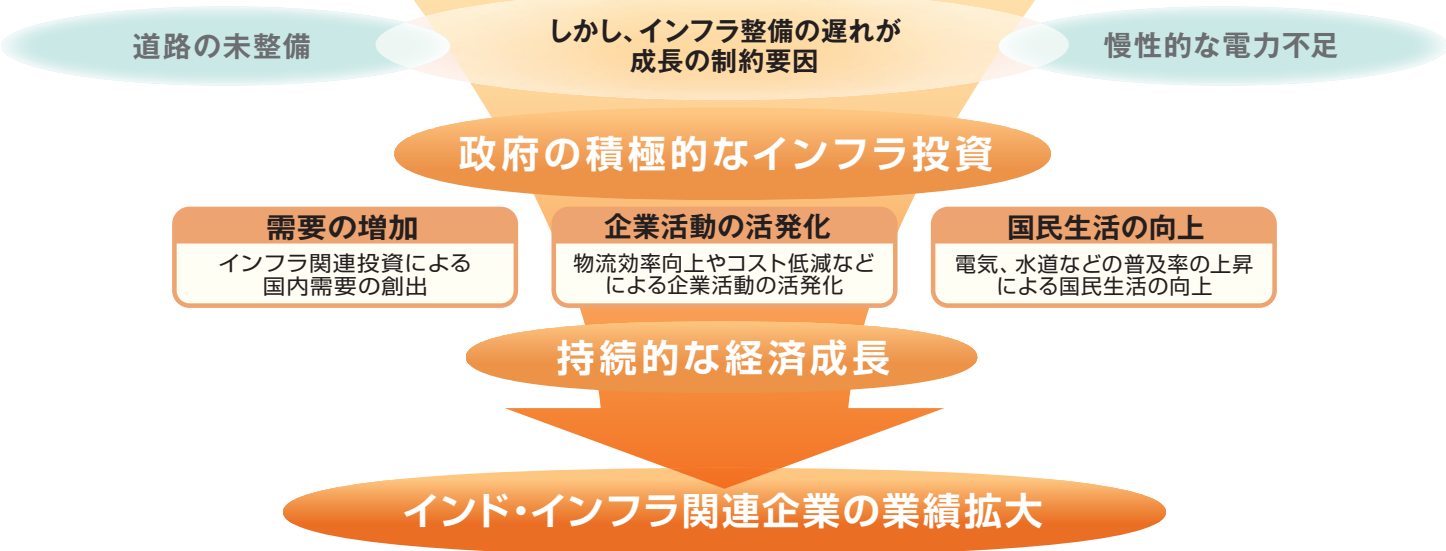 道路の未整備
しかし、インフラ整備の遅れが
成長の制約要因
慢性的な電力不足
政府の積極的なインフラ投資
需要の増加
インフラ関連投資による
国内需要の創出
企業活動の活発化
物流効率向上やコスト低減など
による企業活動の活発化
国民生活の向上
電気、水道などの普及率の上昇
による国民生活の向上
持続的な経済成長
インド・インフラ関連企業の業績拡大